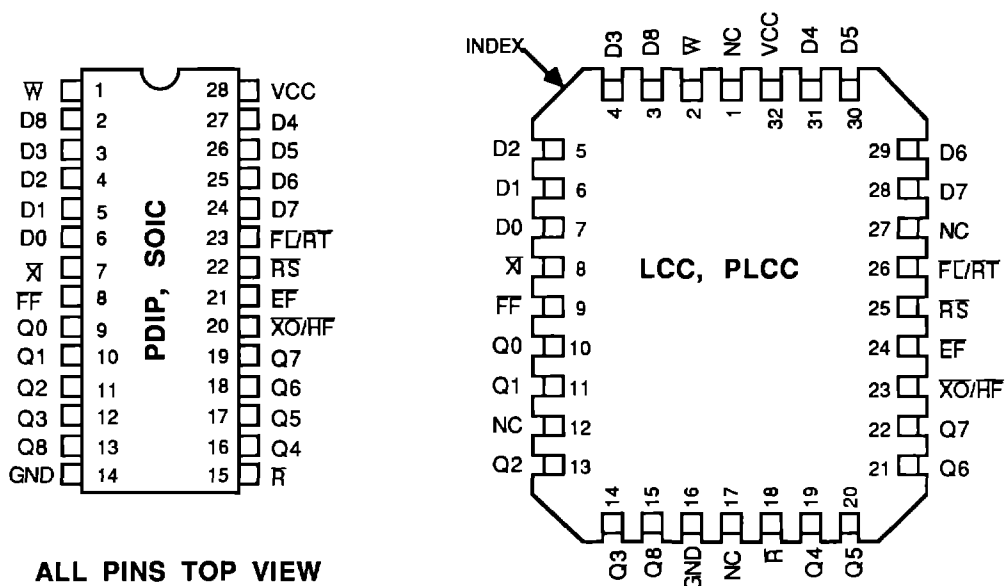 W̅ 1 28 VCC
D8 2 27 D4
D3 3 26 D5
D2 4 25 D6
D1 5 24 D7
D0 6 23 F̅L̅/R̅T̅
X̅I̅ 7 22 R̅S̅
F̅F̅ 8 21 E̅F̅
Q0 9 20 X̅O̅/H̅F̅
Q1 10 19 Q7
Q2 11 18 Q6
Q3 12 17 Q5
Q8 13 16 Q4
GND 14 15 R̅
PDIP, SOIC
ALL PINS TOP VIEW
INDEX
D3 D8 W̅ NC VCC D4 D5
4 3 2 1 32 31 30
D2 5 29 D6
D1 6 28 D7
D0 7 27 NC
X̅I̅ 8 26 F̅L̅/R̅T̅
F̅F̅ 9 25 R̅S̅
Q0 10 24 E̅F̅
Q1 11 23 X̅O̅/H̅F̅
NC 12 22 Q7
Q2 13 21 Q6
LCC, PLCC
14 15 16 17 18 19 20
Q3 Q8 GND NC R̅ Q4 Q5